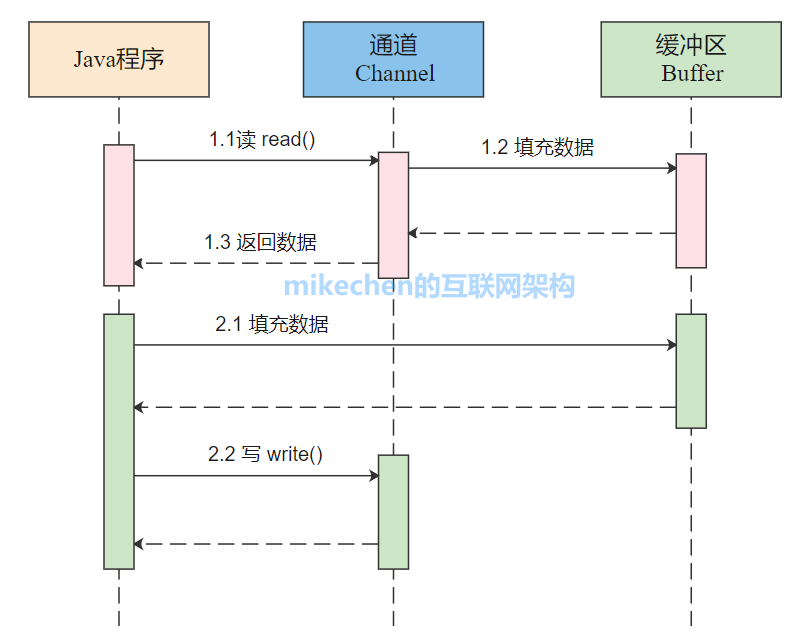 Java程序
通道
Channel
缓冲区
Buffer
1.1读 read()
1.2 填充数据
1.3 返回数据
mikechen的互联网架构
2.1 填充数据
2.2 写 write()